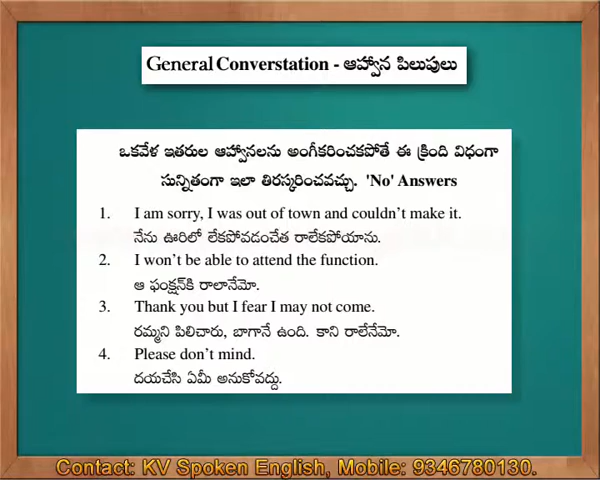 General Converstation - ఆహ్వాన పిలుపులు
ఒకవేళ ఇతరుల ఆహ్వానలను అంగీకరించకపోతే ఈ క్రింది విధంగా
సున్నితంగా ఇలా తిరస్కరించవచ్చు. 'No' Answers
1. I am sorry, I was out of town and couldn't make it.
నేను ఊరిలో లేకపోవడంచేత రాలేకపోయాను.
2. I won't be able to attend the function.
ఆ ఫంక్షన్‌కి రాలానేమో.
3. Thank you but I fear I may not come.
రమ్మని పిలిచారు, బాగానే ఉంది. కాని రాలేనేమో.
4. Please don't mind.
దయచేసి ఏమీ అనుకోవద్దు.
Contact: KV Spoken English, Mobile: 9346780130.